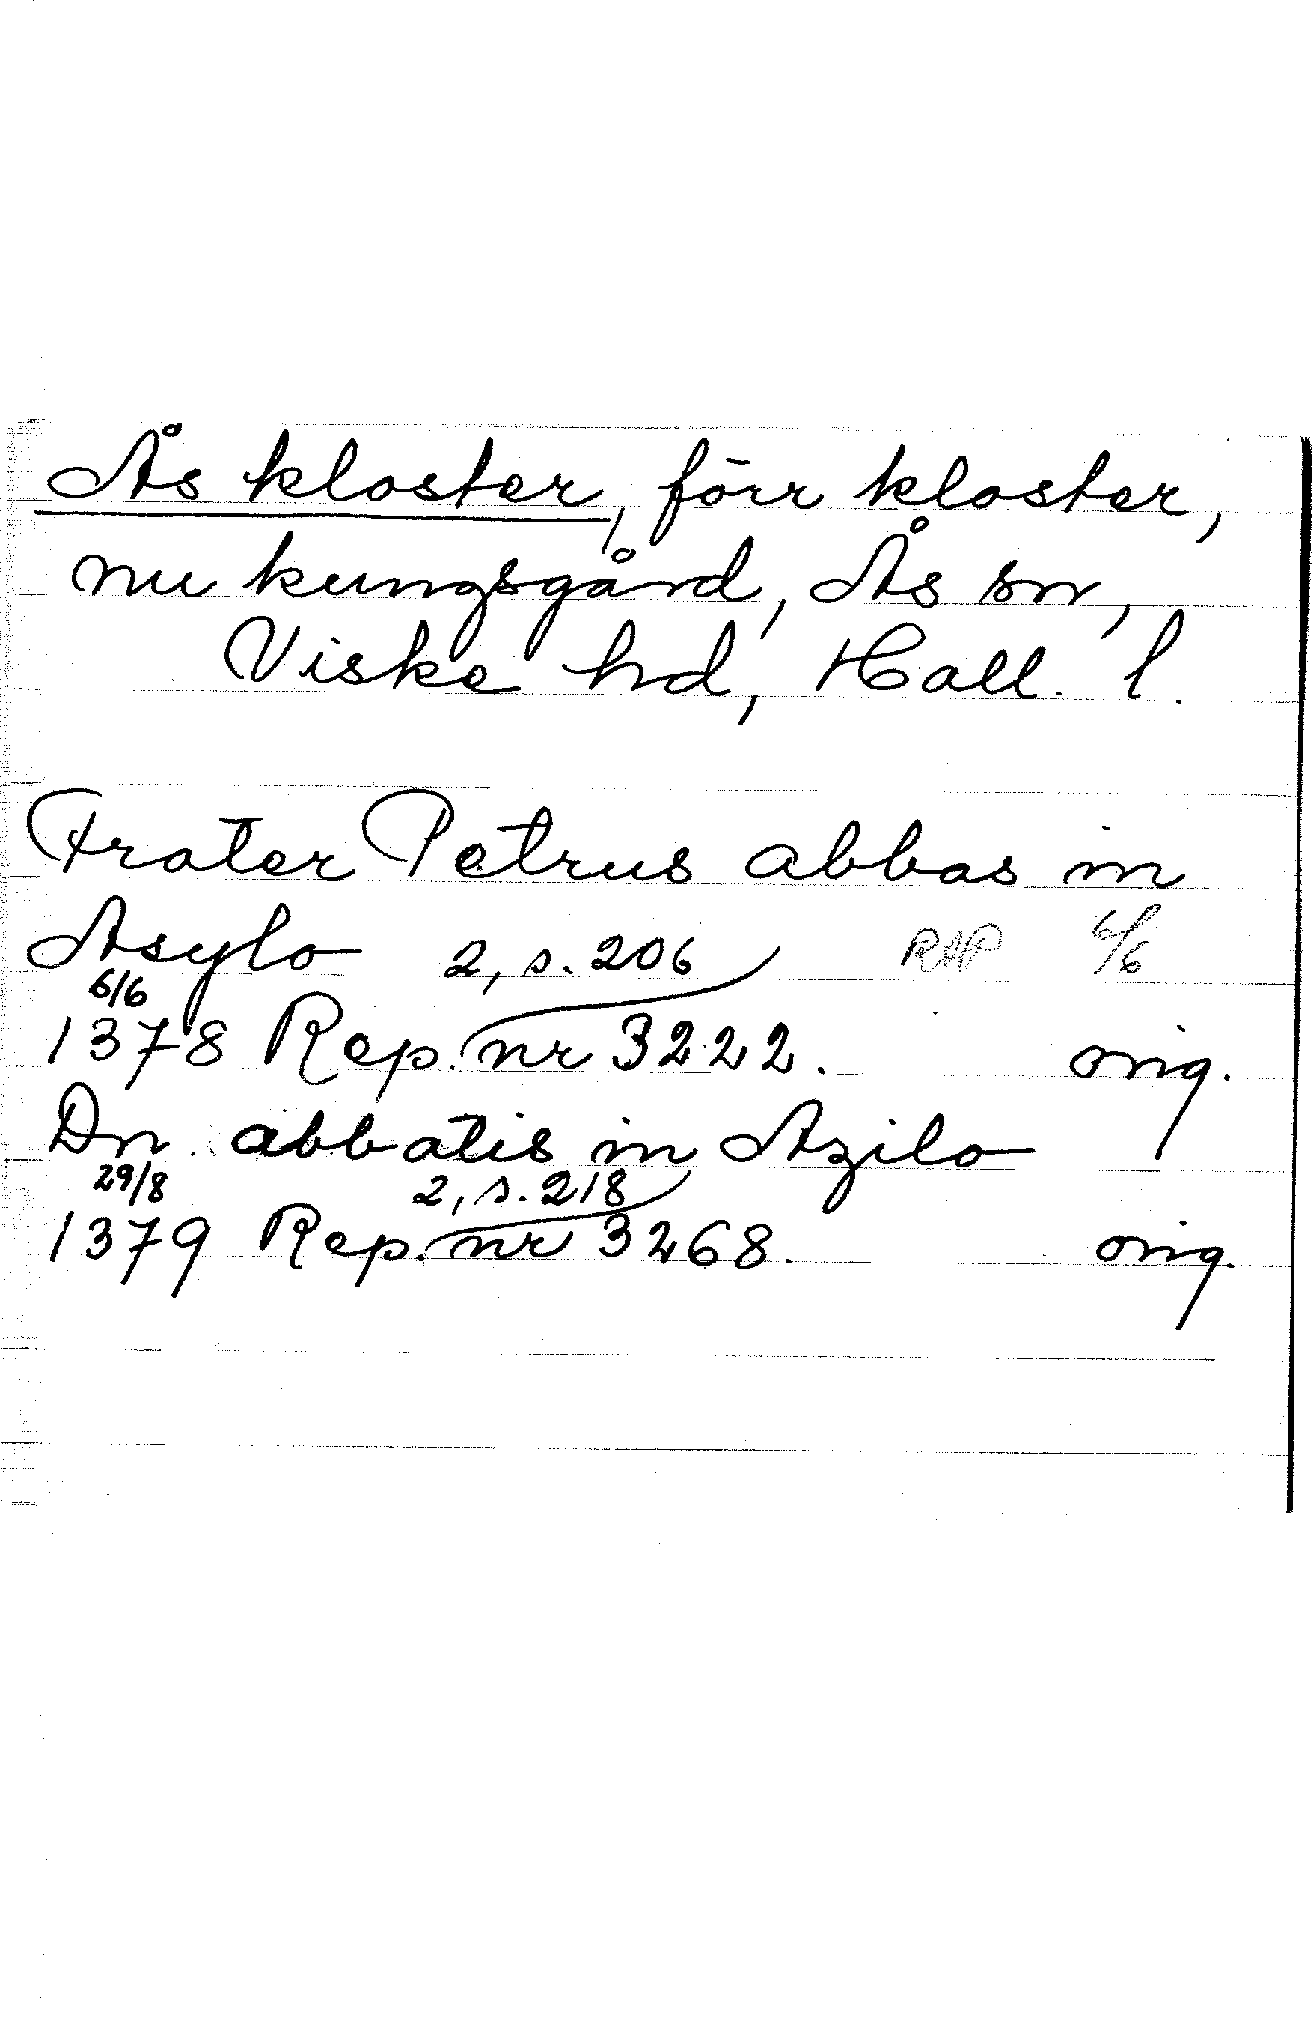 Ås kloster, förr kloster,
nu kungsgård, Ås sn,
Viske hd, Hall. l.
Frater Petrus abbas in
Asylo 2, s. 206 RAP 6/6
6/6
1378 Rep. nr 3222. orig.
Dn abbatis in Azilo
29/8 2, s. 218
1379 Rep. nr 3268. orig.